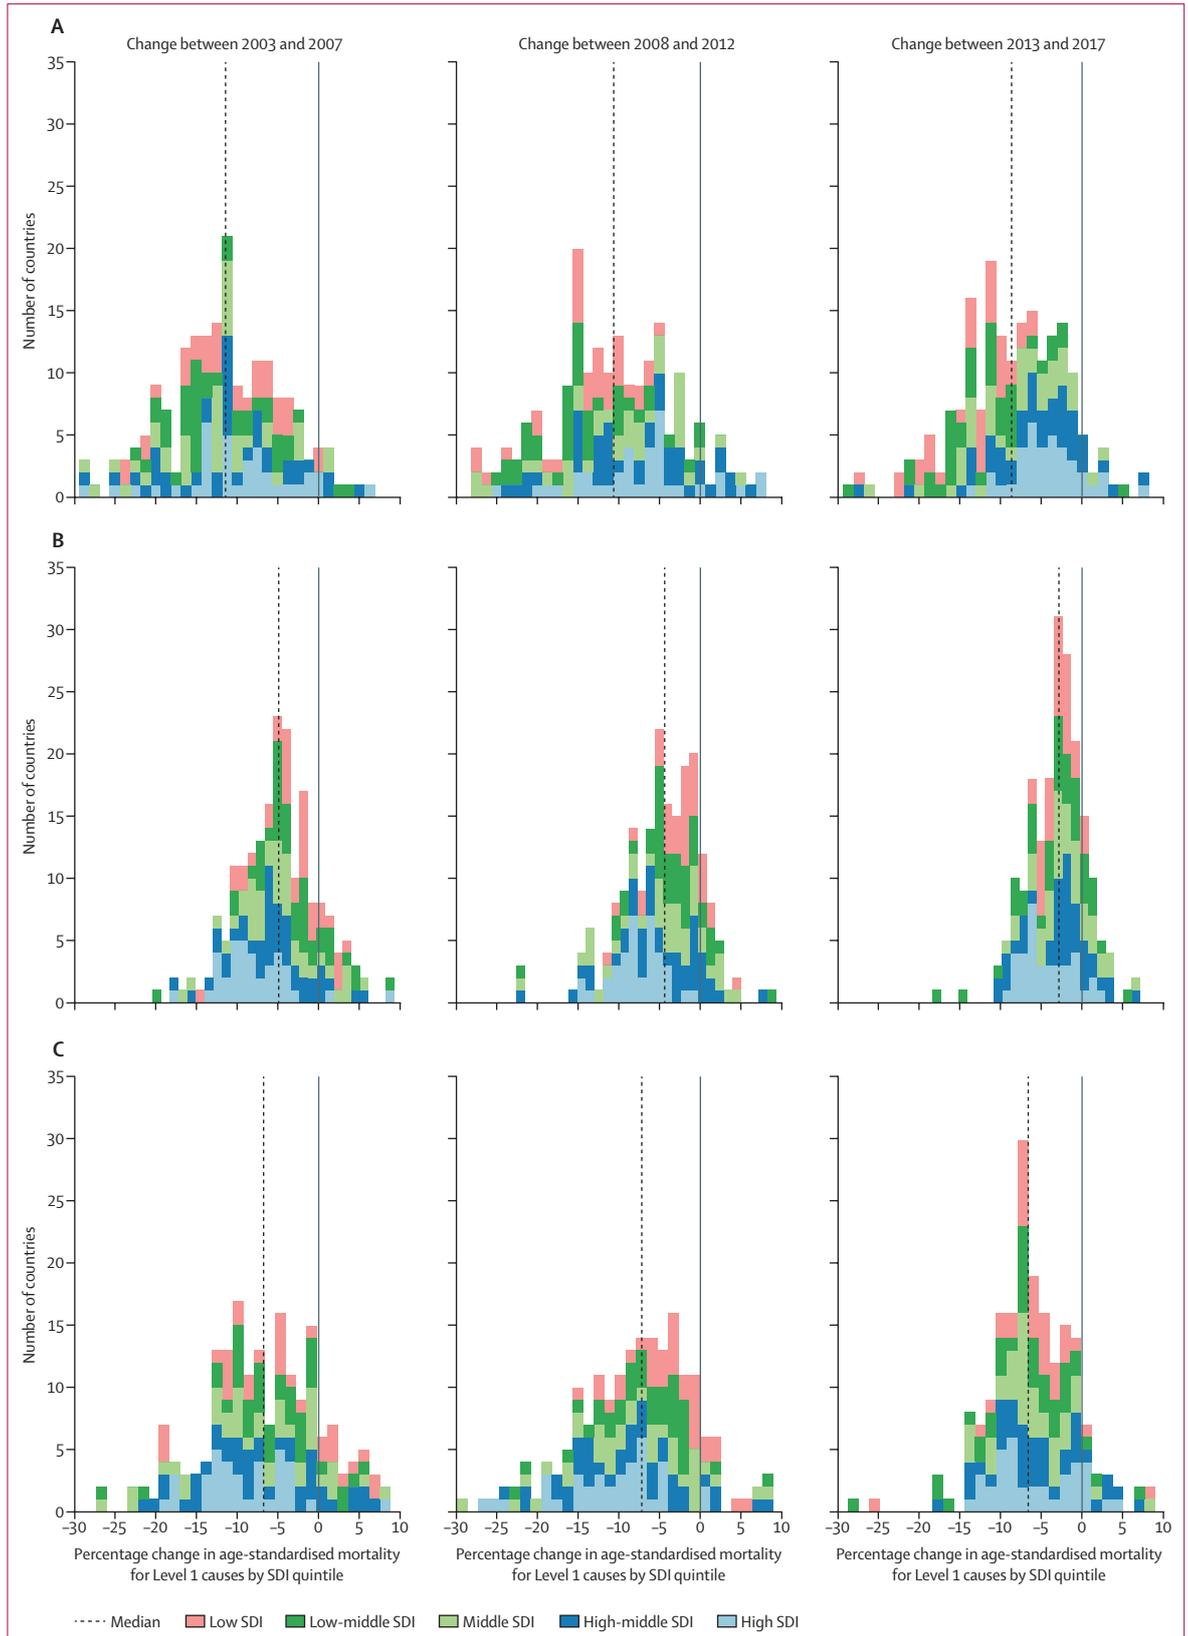 A
Change between 2003 and 2007
Change between 2008 and 2012
Change between 2013 and 2017
35
30
25
20
15
10
5
0
Number of countries
B
35
30
25
20
15
10
5
0
Number of countries
C
35
30
25
20
15
10
5
0
Number of countries
−30 −25 −20 −15 −10 −5 0 5 10
−30 −25 −20 −15 −10 −5 0 5 10
−30 −25 −20 −15 −10 −5 0 5 10
Percentage change in age-standardised mortality
for Level 1 causes by SDI quintile
Percentage change in age-standardised mortality
for Level 1 causes by SDI quintile
Percentage change in age-standardised mortality
for Level 1 causes by SDI quintile
Median Low SDI Low-middle SDI Middle SDI High-middle SDI High SDI